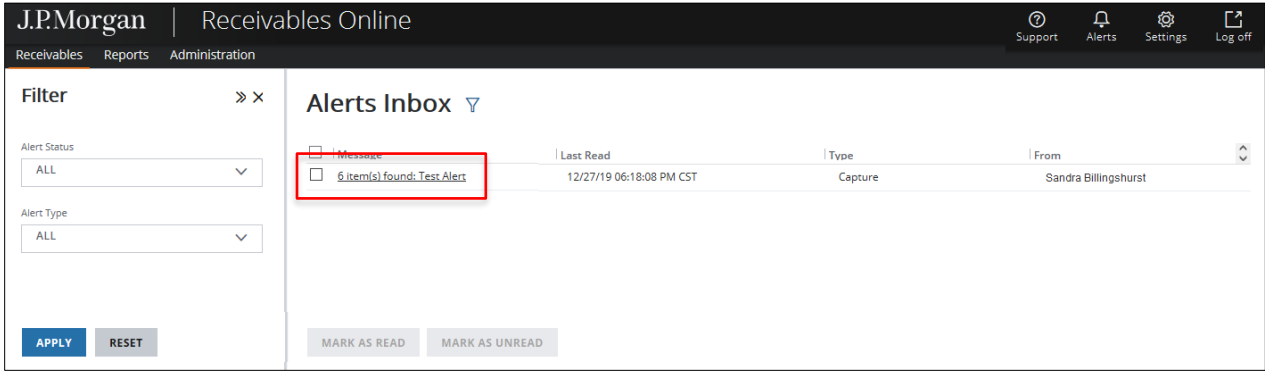 J.P.Morgan | Receivables Online
Support Alerts Settings Log off
Receivables Reports Administration
Filter
Alerts Inbox
Alert Status
ALL
Message Last Read Type From
6 item(s) found: Test Alert 12/27/19 06:18:08 PM CST Capture Sandra Billingshurst
Alert Type
ALL
APPLY RESET MARK AS READ MARK AS UNREAD